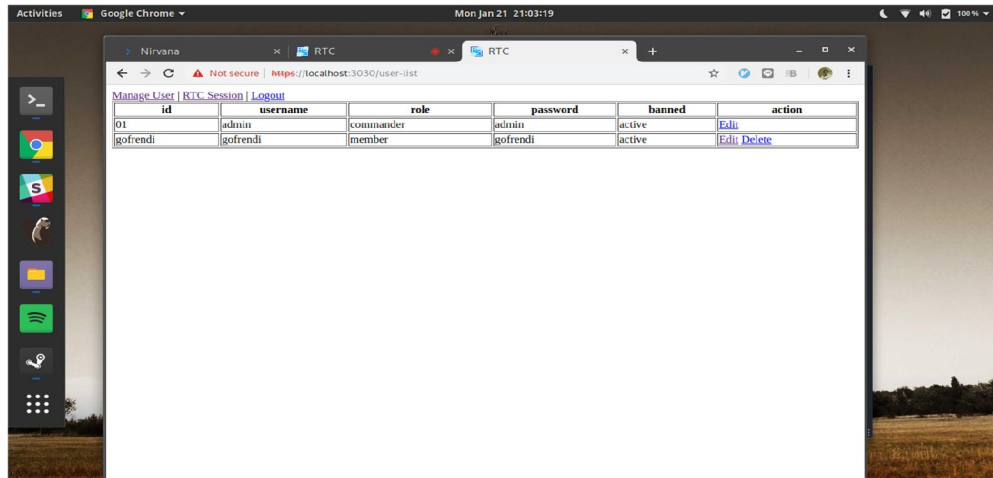 Activities Google Chrome Mon Jan 21 21:03:19 100 %
Nirvana RTC RTC
Not secure | https://localhost:3030/user-list
Manage User | RTC Session | Logout
id username role password banned action
01 admin commander admin active Edit
gofrendi gofrendi member gofrendi active Edit Delete
S